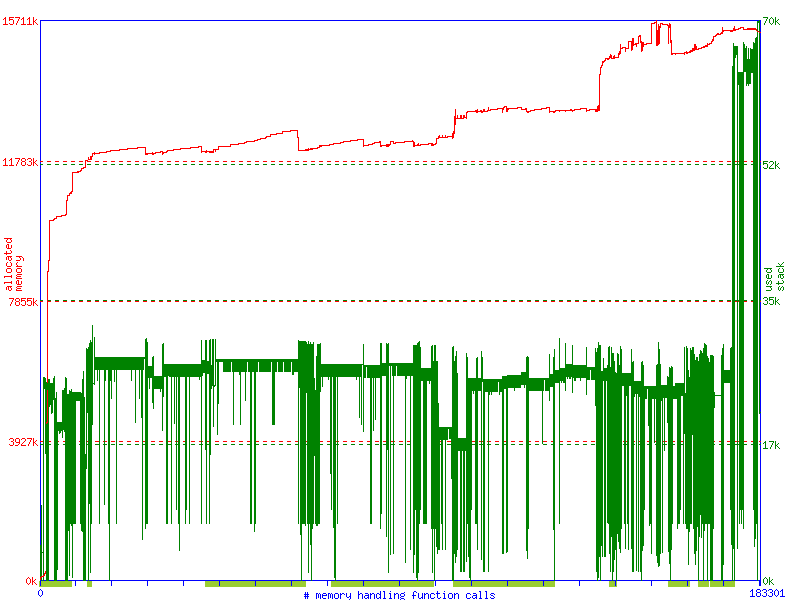 15711k
70k
11783k
52k
allocated
memory
used
stack
7855k
35k
3927k
17k
0k
0k
0
# memory handling function calls
183301